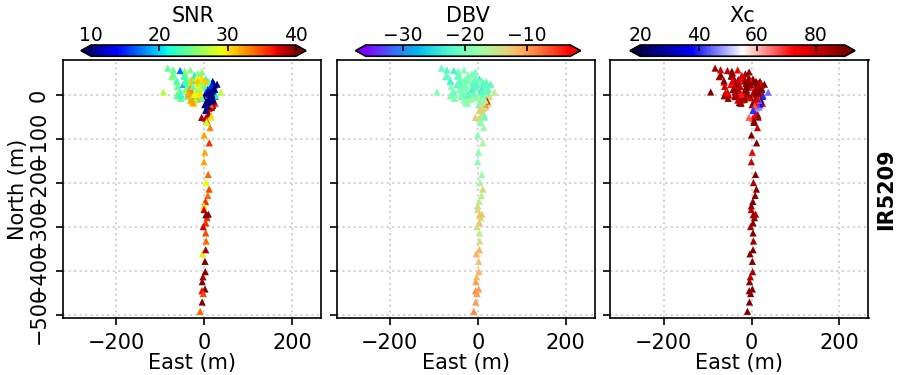 SNR DBV Xc
10 20 30 40 −30 −20 −10 20 40 60 80
North (m)
0
−100
−200
−300
−400
−500
−200 0 200 −200 0 200 −200 0 200
East (m) East (m) East (m)
IR5209